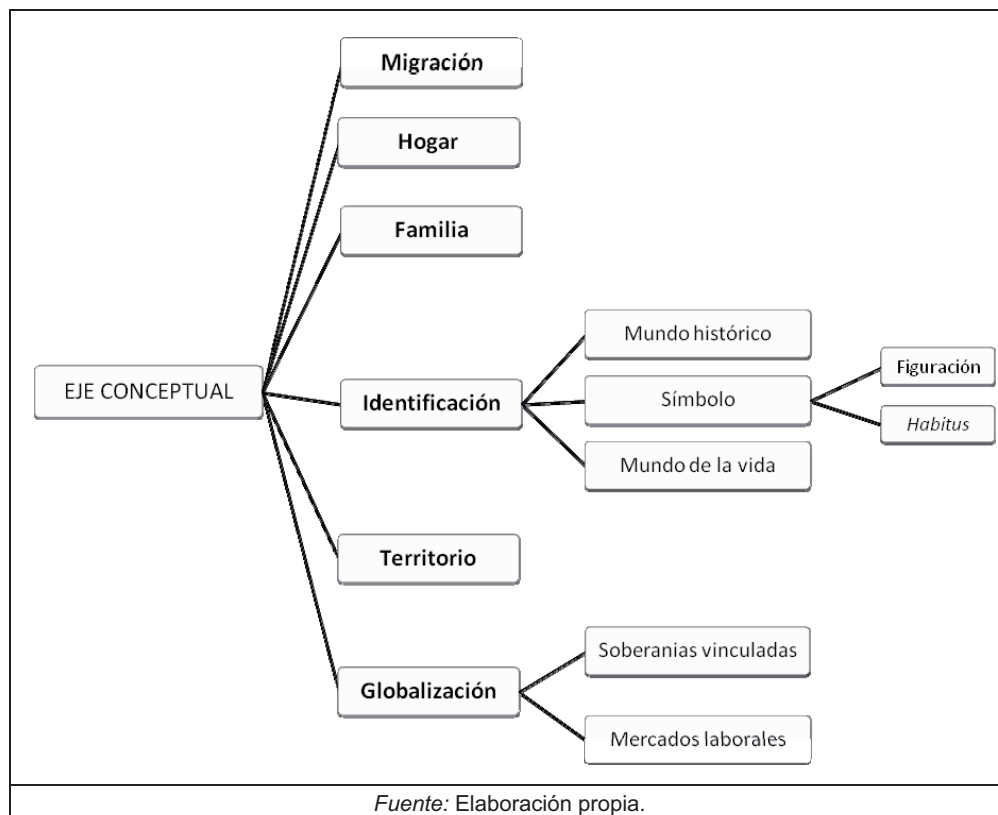 Migración
Hogar
Familia
EJE CONCEPTUAL
Identificación
Mundo histórico
Símbolo
Mundo de la vida
Figuración
Habitus
Territorio
Globalización
Soberanias vinculadas
Mercados laborales
Fuente: Elaboración propia.